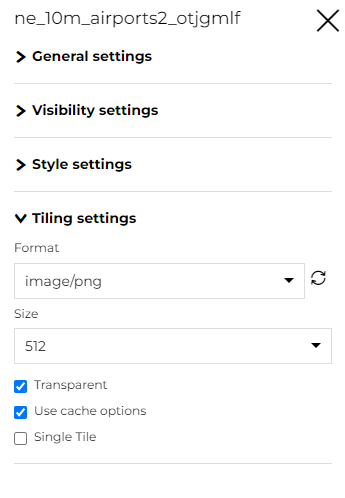 ne_10m_airports2_otjgmlf
General settings
Visibility settings
Style settings
Tiling settings
Format
image/png
Size
512
Transparent
Use cache options
Single Tile